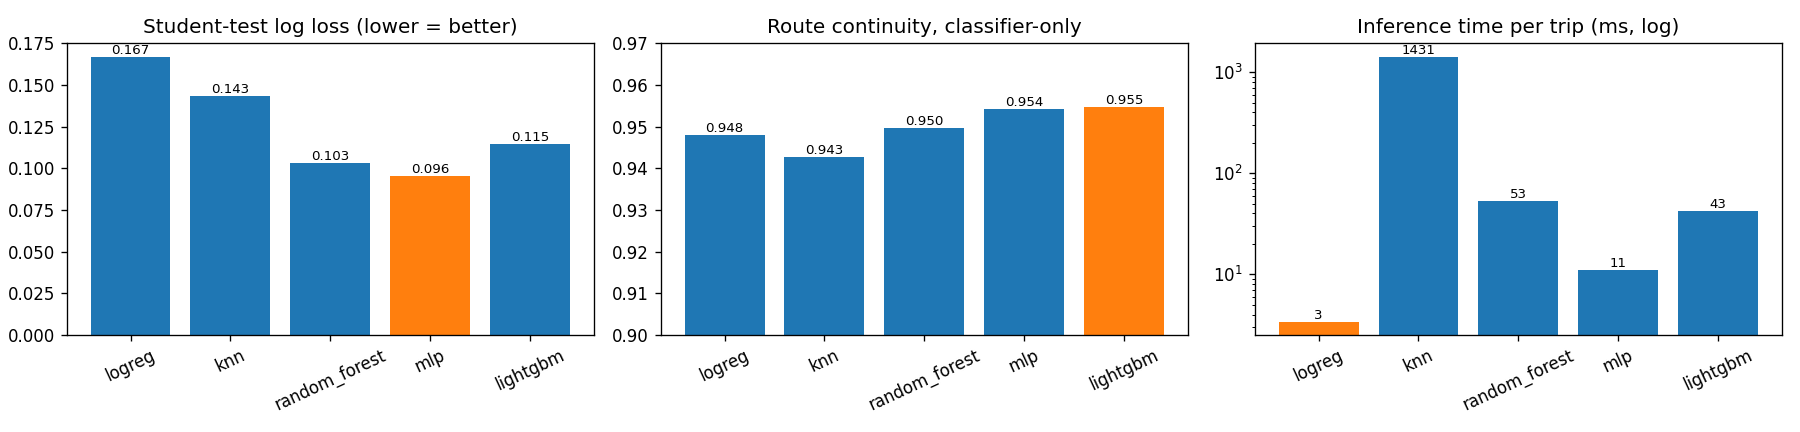 Student-test log loss (lower = better)
0.175
0.150
0.125
0.100
0.075
0.050
0.025
0.000
0.167
0.143
0.103
0.096
0.115
logreg
knn
random_forest
mlp
lightgbm
Route continuity, classifier-only
0.97
0.96
0.95
0.94
0.93
0.92
0.91
0.90
0.948
0.943
0.950
0.954
0.955
logreg
knn
random_forest
mlp
lightgbm
Inference time per trip (ms, log)
10³
10²
10¹
3
1431
53
11
43
logreg
knn
random_forest
mlp
lightgbm